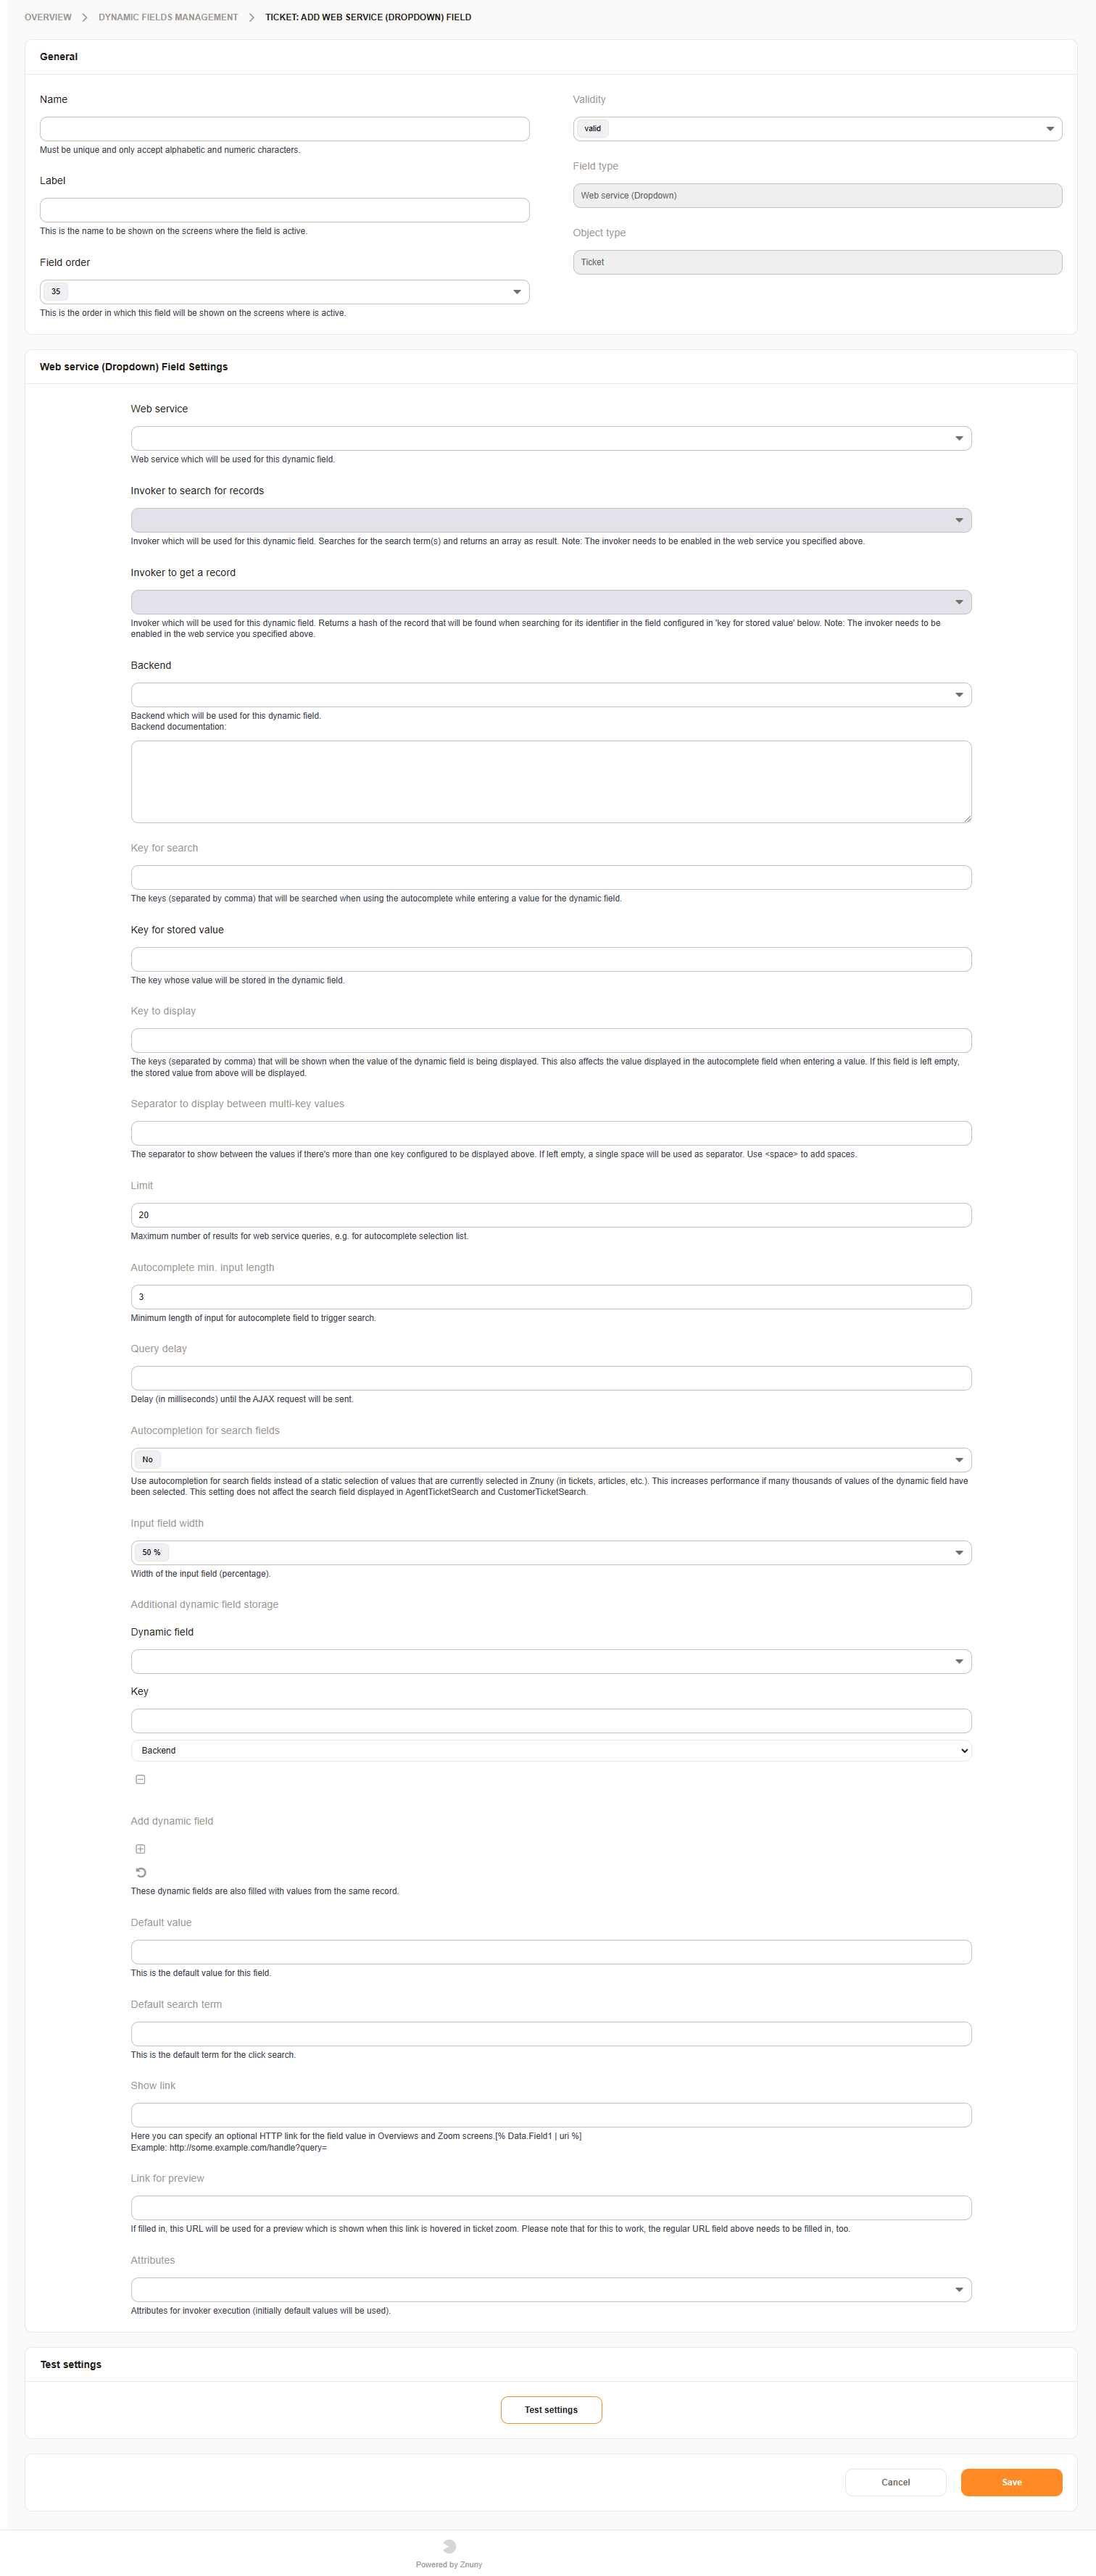 OVERVIEW > DYNAMIC FIELDS MANAGEMENT > TICKET: ADD WEB SERVICE (DROPDOWN) FIELD
General
Name
Must be unique and only accept alphabetic and numeric characters.
Label
This is the name to be shown on the screens where the field is active.
Field order
35
This is the order in which this field will be shown on the screens where is active.
Validity
valid
Field type
Web service (Dropdown)
Object type
Ticket
Web service (Dropdown) Field Settings
Web service
Web service which will be used for this dynamic field.
Invoker to search for records
Invoker which will be used for this dynamic field. Searches for the search term(s) and returns an array as result. Note: The invoker needs to be enabled in the web service you specified above.
Invoker to get a record
Invoker which will be used for this dynamic field. Returns a hash of the record that will be found when searching for its identifier in the field configured in 'key for stored value' below. Note: The invoker needs to be
enabled in the web service you specified above.
Backend
Backend which will be used for this dynamic field.
Backend documentation:
Key for search
The keys (separated by comma) that will be searched when using the autocomplete while entering a value for the dynamic field.
Key for stored value
The key whose value will be stored in the dynamic field.
Key to display
The keys (separated by comma) that will be shown when the value of the dynamic field is being displayed. This also affects the value displayed in the autocomplete field when entering a value. If this field is left empty,
the stored value from above will be displayed.
Separator to display between multi-key values
The separator to show between the values if there's more than one key configured to be displayed above. If left empty, a single space will be used as separator. Use <space> to add spaces.
Limit
20
Maximum number of results for web service queries, e.g. for autocomplete selection list.
Autocomplete min. input length
3
Minimum length of input for autocomplete field to trigger search.
Query delay
Delay (in milliseconds) until the AJAX request will be sent.
Autocompletion for search fields
No
Use autocompletion for search fields instead of a static selection of values that are currently selected in Znuny (in tickets, articles, etc.). This increases performance if many thousands of values of the dynamic field have
been selected. This setting does not affect the search field displayed in AgentTicketSearch and CustomerTicketSearch.
Input field width
50 %
Width of the input field (percentage).
Additional dynamic field storage
Dynamic field
Key
Backend
Add dynamic field
These dynamic fields are also filled with values from the same record.
Default value
This is the default value for this field.
Default search term
This is the default term for the click search.
Show link
Here you can specify an optional HTTP link for the field value in Overviews and Zoom screens.[% Data.Field1 | uri %]
Example: http://some.example.com/handle?query=
Link for preview
If filled in, this URL will be used for a preview which is shown when this link is hovered in ticket zoom. Please note that for this to work, the regular URL field above needs to be filled in, too.
Attributes
Attributes for invoker execution (initially default values will be used).
Test settings
Test settings
Cancel
Save
Powered by Znuny